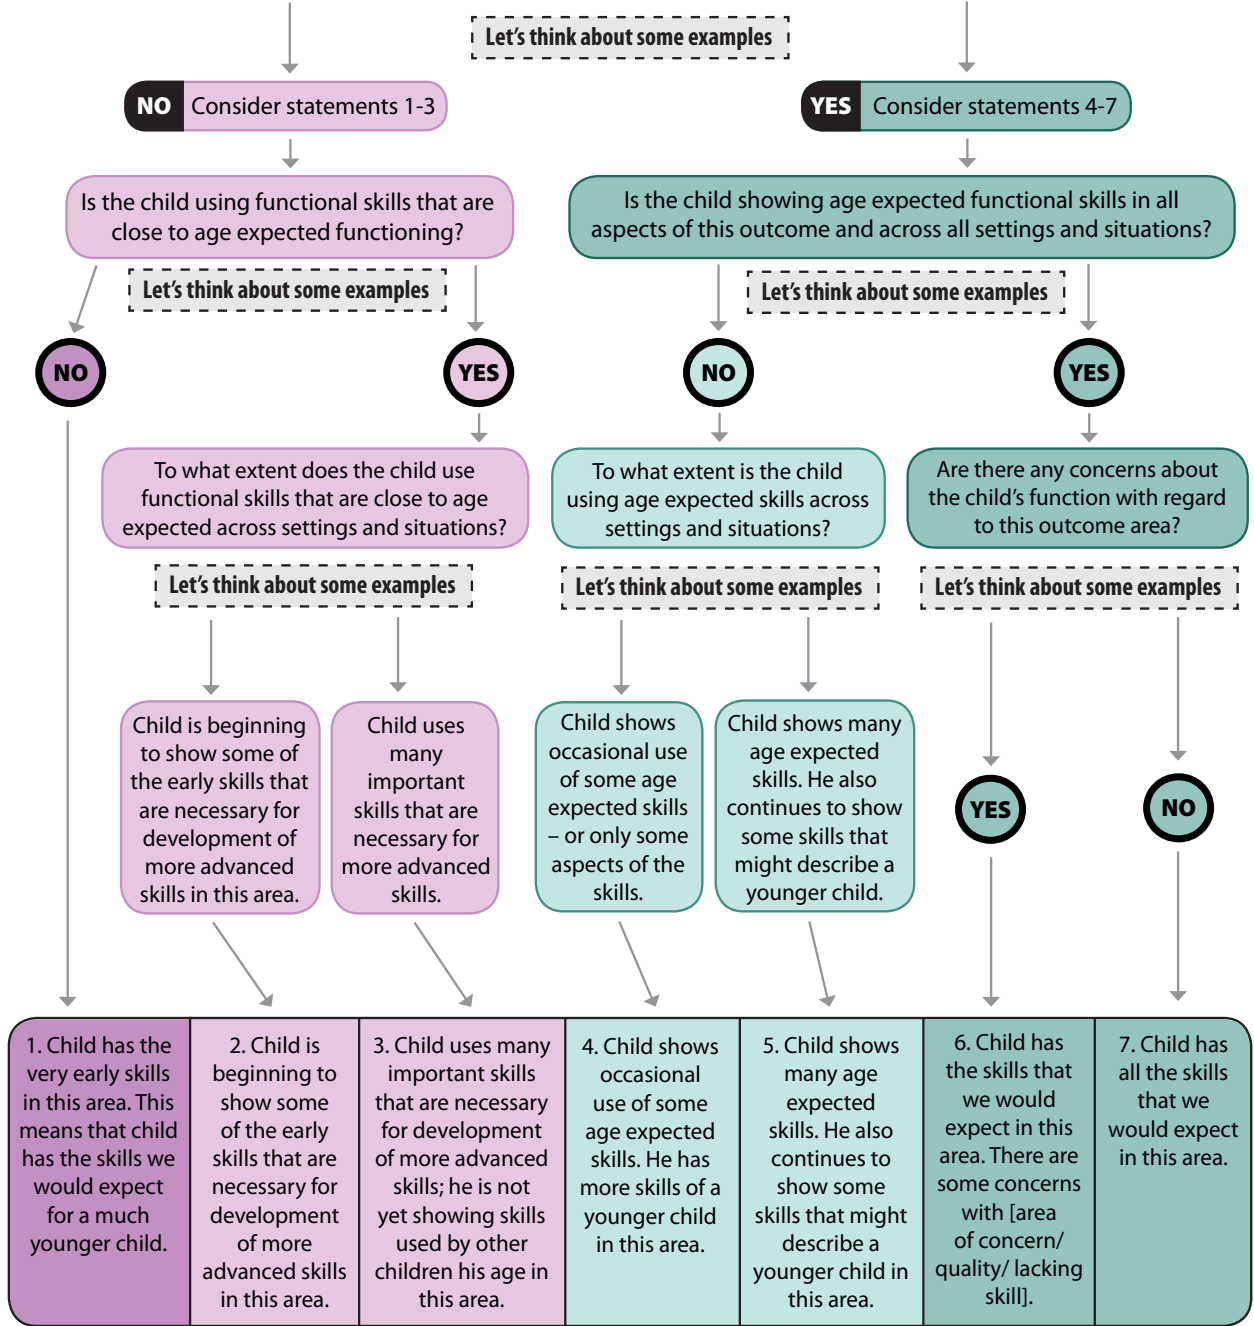 Let's think about some examples
NO Consider statements 1-3
YES Consider statements 4-7
Is the child using functional skills that are
close to age expected functioning?
Is the child showing age expected functional skills in all
aspects of this outcome and across all settings and situations?
Let's think about some examples
Let's think about some examples
NO
YES
NO
YES
To what extent does the child use
functional skills that are close to age
expected across settings and situations?
To what extent is the child
using age expected skills across
settings and situations?
Are there any concerns about
the child's function with regard
to this outcome area?
Let's think about some examples
Let's think about some examples
Let's think about some examples
Child is beginning
to show some of
the early skills that
are necessary for
development of
more advanced
skills in this area.
Child uses
many
important
skills that are
necessary for
more advanced
skills.
Child shows
occasional use
of some age
expected skills
– or only some
aspects of the
skills.
Child shows many
age expected
skills. He also
continues to show
some skills that
might describe a
younger child.
YES
NO
1. Child has the
very early skills
in this area. This
means that child
has the skills we
would expect
for a much
younger child.
2. Child is
beginning to
show some
of the early
skills that are
necessary for
development
of more
advanced skills
in this area.
3. Child uses many
important skills
that are necessary
for development
of more advanced
skills; he is not
yet showing skills
used by other
children his age in
this area.
4. Child shows
occasional
use of some
age expected
skills. He has
more skills of a
younger child
in this area.
5. Child shows
many age
expected
skills. He also
continues to
show some
skills that might
describe a
younger child in
this area.
6. Child has
the skills that
we would
expect in this
area. There are
some concerns
with [area
of concern/
quality/ lacking
skill].
7. Child has
all the skills
that we
would expect
in this area.